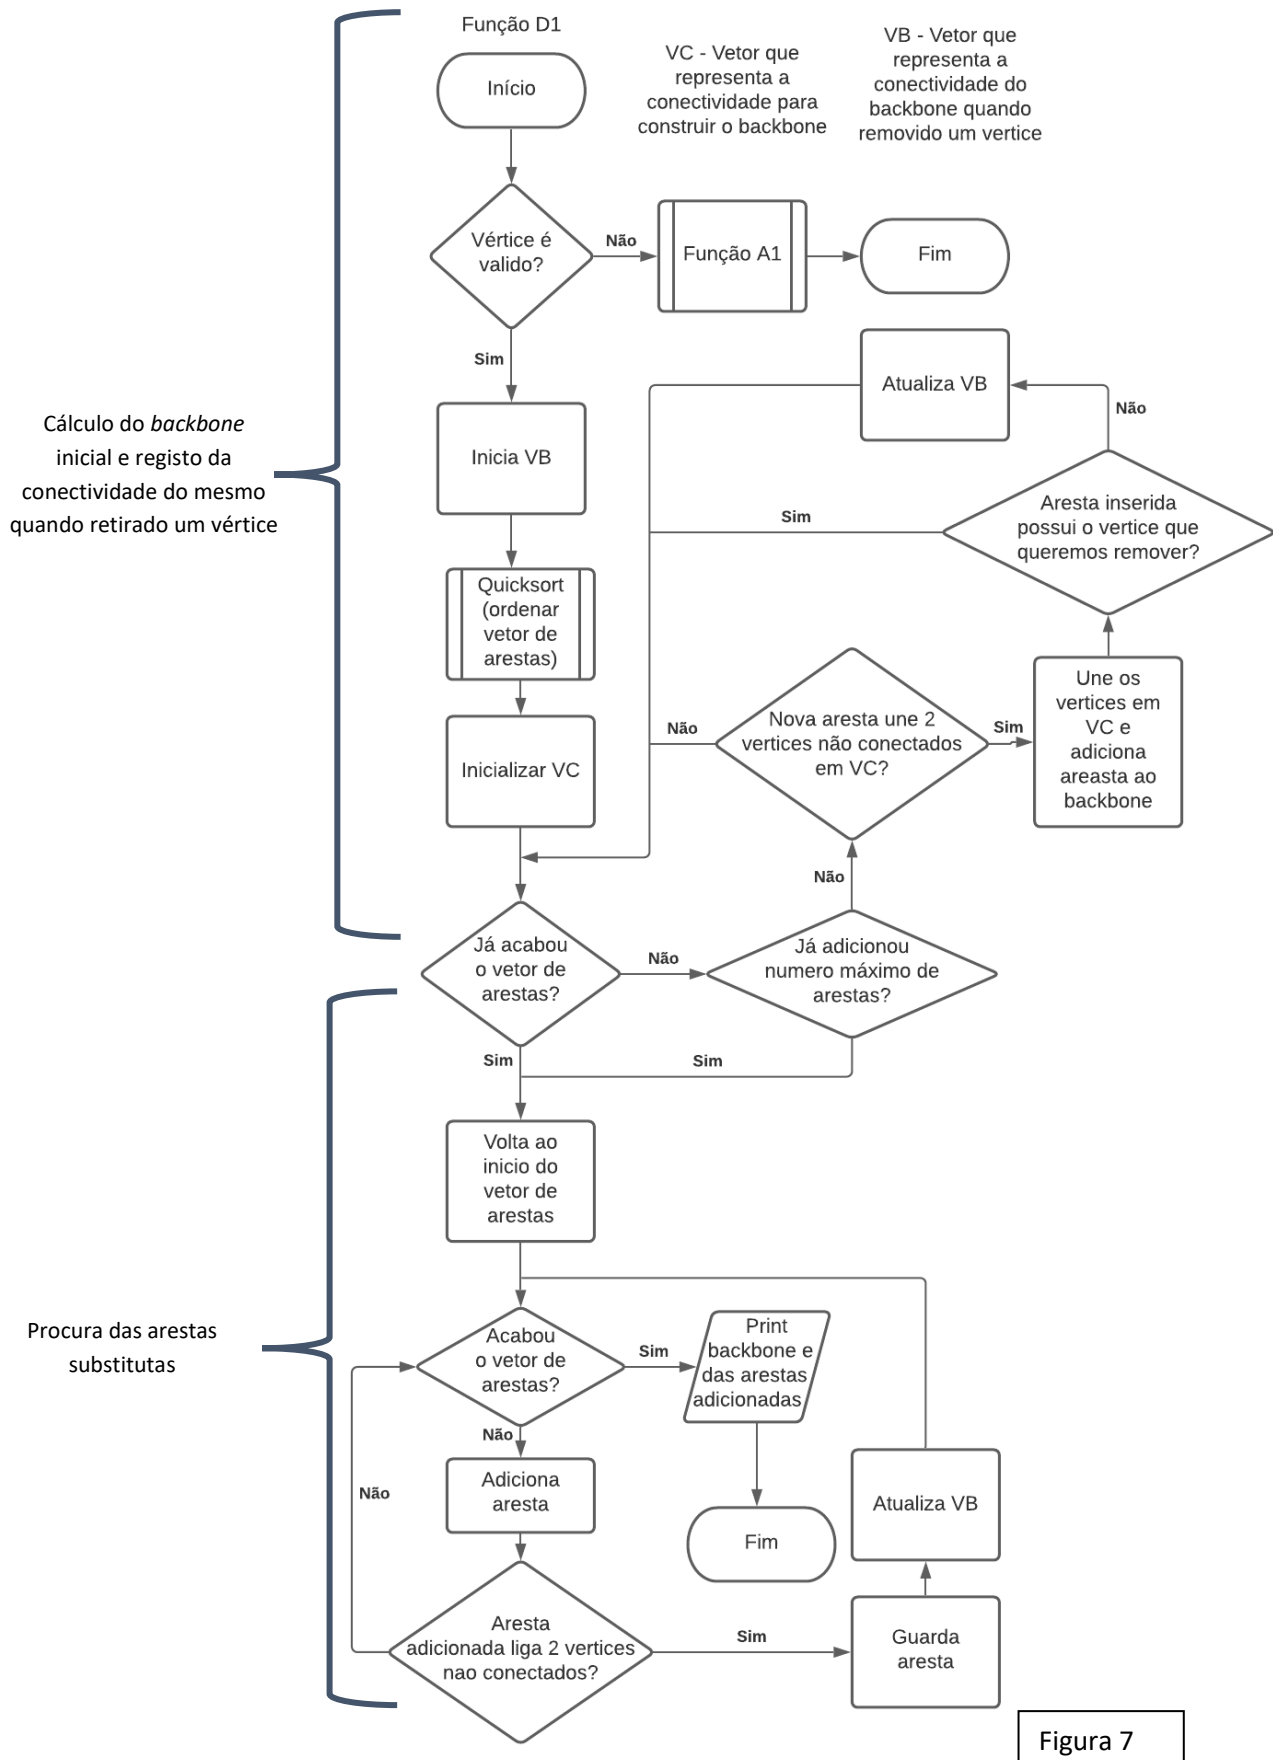 Função D1
VC - Vetor que
representa a
conectividade para
construir o backbone
VB - Vetor que
representa a
conectividade do
backbone quando
removido um vertice
Início
Vértice é
valido?
Não
Função A1
Fim
Sim
Inicia VB
Atualiza VB
Não
Cálculo do backbone
inicial e registo da
conectividade do mesmo
quando retirado um vértice
Aresta inserida
possui o vertice que
queremos remover?
Sim
Quicksort
(ordenar
vetor de
arestas)
Inicializar VC
Não
Nova aresta une 2
vertices não conectados
em VC?
Sim
Une os
vertices em
VC e
adiciona
areasta ao
backbone
Não
Já acabou
o vetor de
arestas?
Não
Já adicionou
numero máximo de
arestas?
Sim
Sim
Volta ao
inicio do
vetor de
arestas
Procura das arestas
substitutas
Acabou
o vetor de
arestas?
Sim
Print
backbone e
das arestas
adicionadas
Não
Adiciona
aresta
Não
Fim
Atualiza VB
Aresta
adicionada liga 2 vertices
nao conectados?
Sim
Guarda
aresta
Figura 7